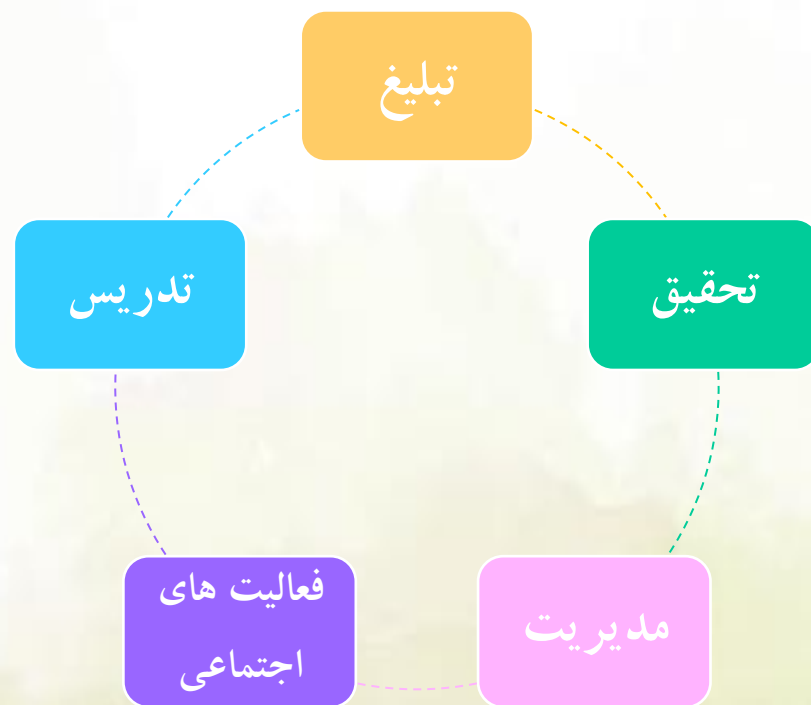 تبلیغ
تحقیق
مدیریت
فعالیت های
اجتماعی
تدریس